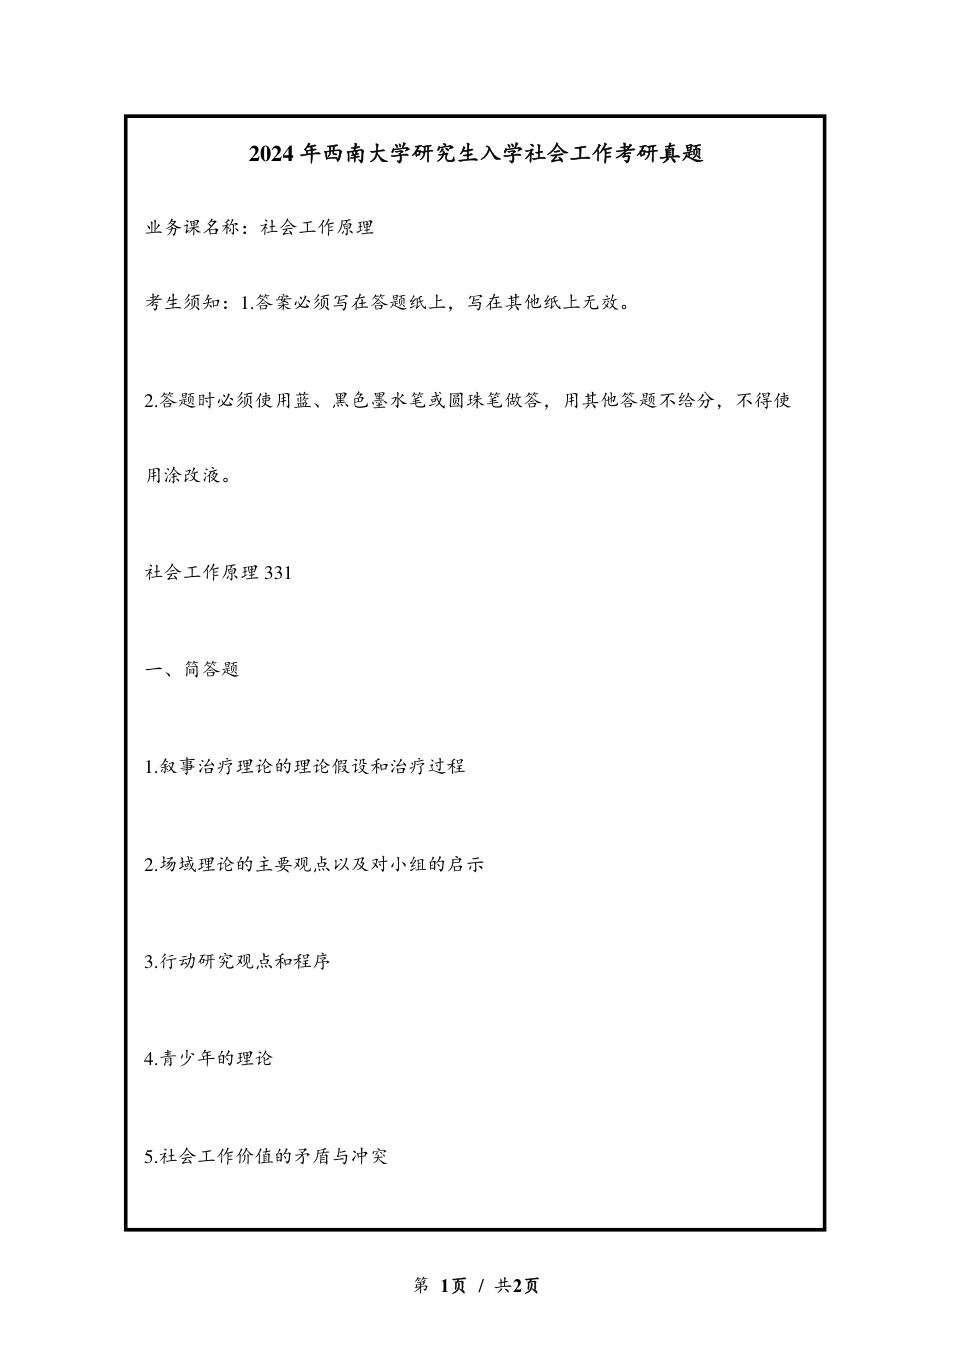 2024 年西南大学研究生入学社会工作考研真题
业务课名称：社会工作原理
考生须知：1.答案必须写在答题纸上，写在其他纸上无效。
2.答题时必须使用蓝、黑色墨水笔或圆珠笔做答，用其他答题不给分，不得使
用涂改液。
社会工作原理 331
一、简答题
1.叙事治疗理论的理论假设和治疗过程
2.场域理论的主要观点以及对小组的启示
3.行动研究观点和程序
4.青少年的理论
5.社会工作价值的矛盾与冲突
第 1页 / 共2页